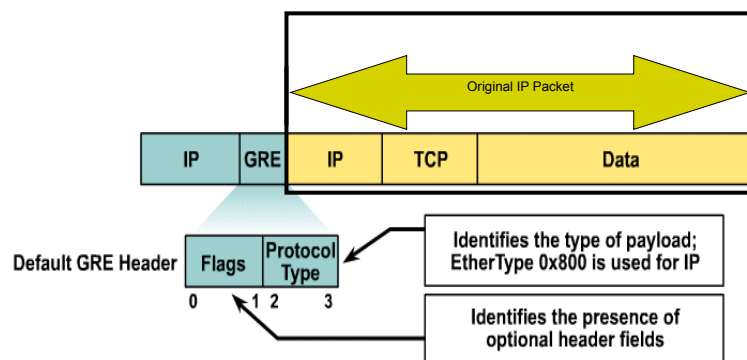 Original IP Packet
IP GRE IP TCP Data
Default GRE Header
Flags
Protocol
Type
0 1 2 3
Identifies the type of payload;
EtherType 0x800 is used for IP
Identifies the presence of
optional header fields